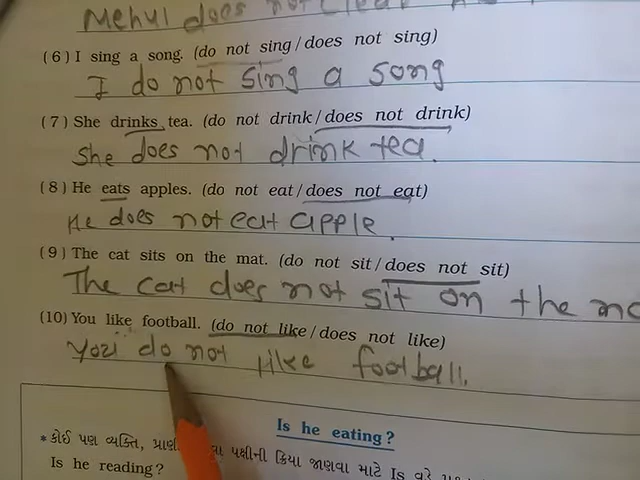 Mehul does not clean
(6) I sing a song. (do not sing/does not sing)
I do not sing a song
(7) She drinks tea. (do not drink/does not drink)
She does not drink tea.
(8) He eats apples. (do not eat/does not eat)
He does not eat apple.
(9) The cat sits on the mat. (do not sit/does not sit)
The cat does not sit on the
(10) You like football. (do not like/does not like)
You do not like football.
Is he eating?
* કોઈ પણ વ્યક્તિ, પક્ષીની ક્રિયા જાણવા માટે Is
Is he reading?